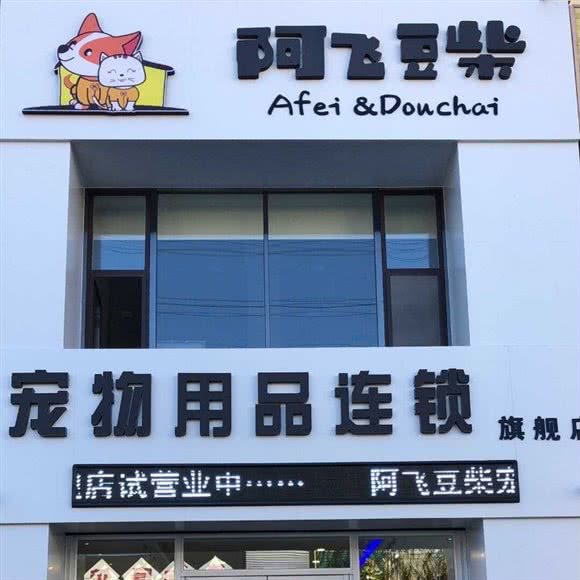 阿飞豆柴
Afei &Douchai
宠物用品连锁
旗舰店
店试营业中…… 阿飞豆柴